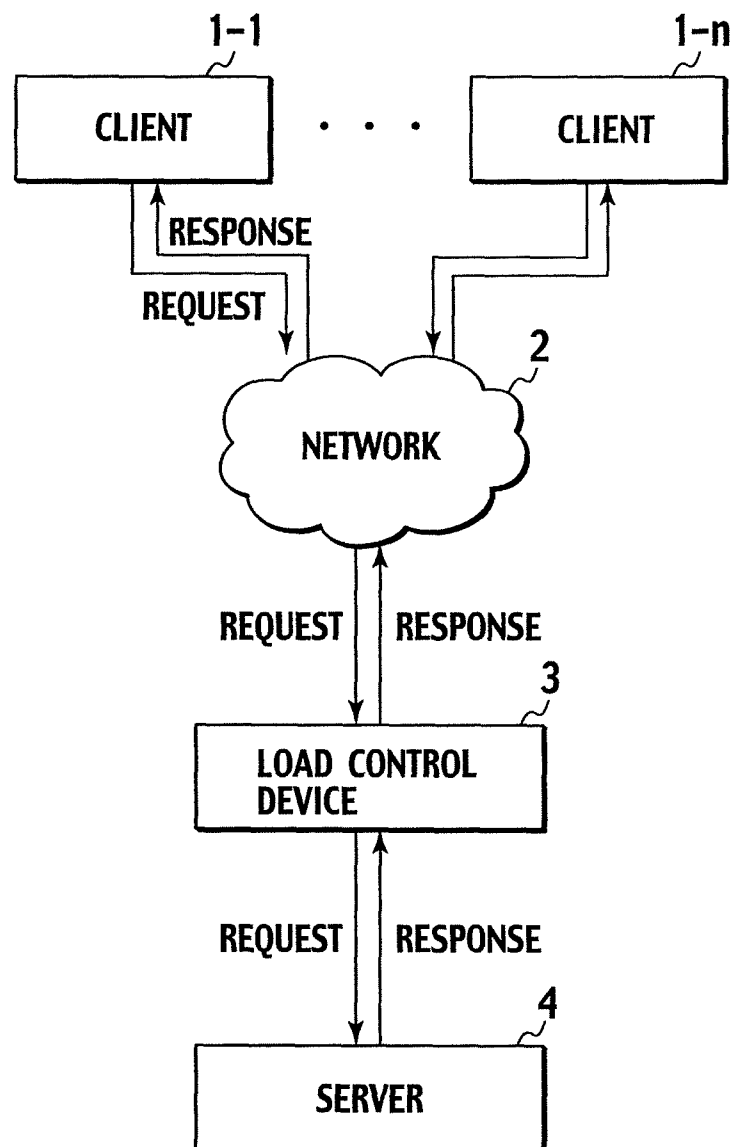 1-1
1-n
CLIENT
. . .
CLIENT
RESPONSE
REQUEST
2
NETWORK
REQUEST
RESPONSE
3
LOAD CONTROL
DEVICE
REQUEST
RESPONSE
4
SERVER